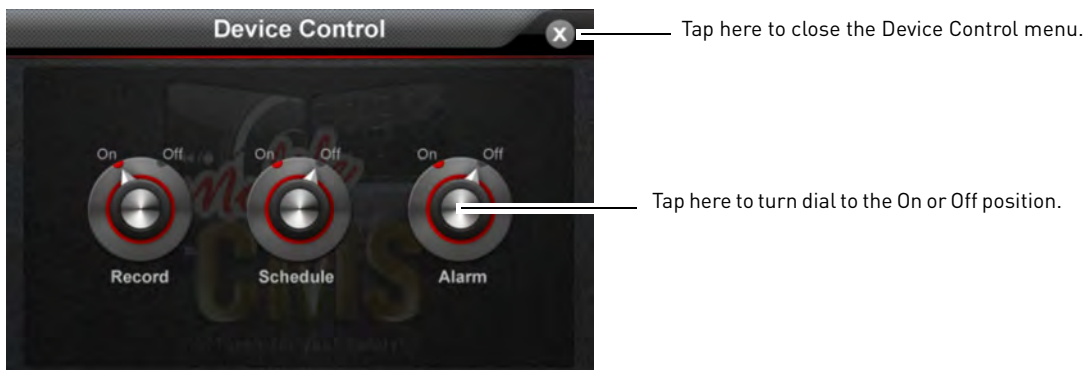 Device Control
X
Tap here to close the Device Control menu.
On Off On Off On Off
Tap here to turn dial to the On or Off position.
Record Schedule Alarm
Mobile
CMS